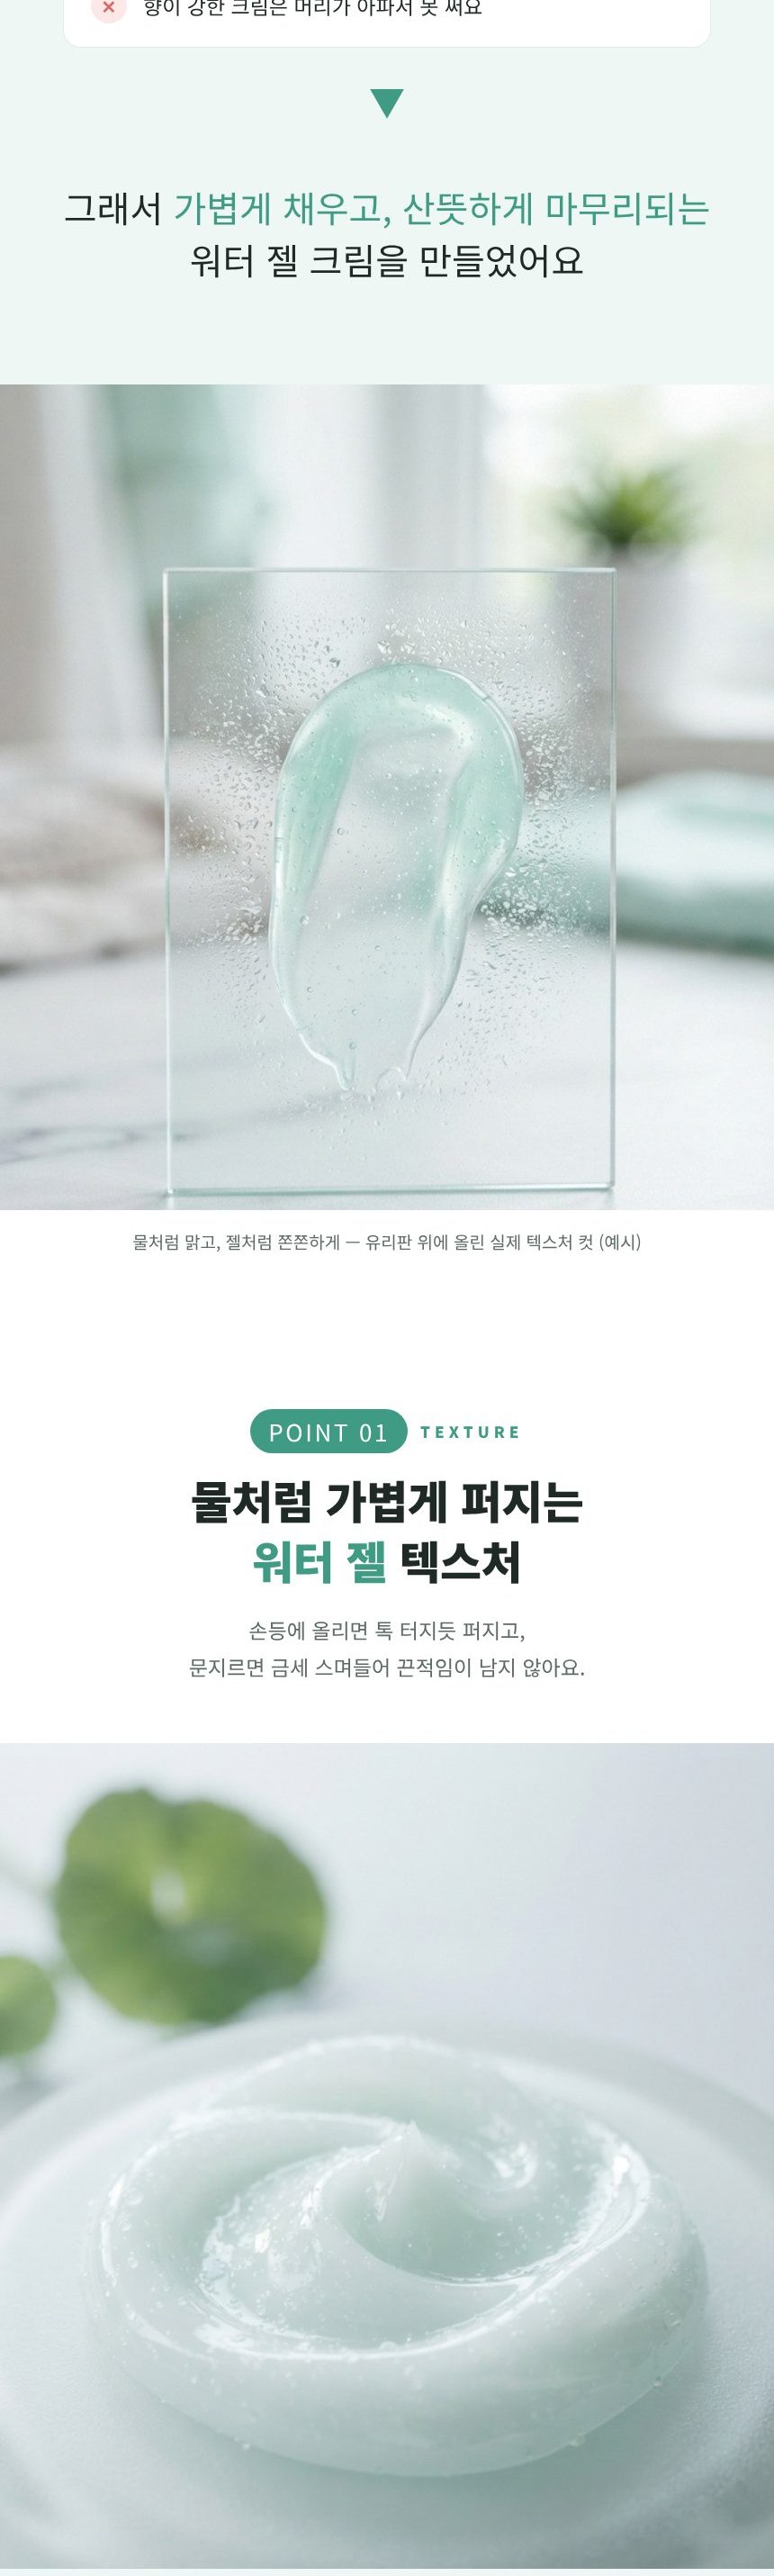 향이 강한 크림은 머리가 아파서 못 써요
그래서 가볍게 채우고, 산뜻하게 마무리되는
워터 젤 크림을 만들었어요
물처럼 맑고, 젤처럼 쫀쫀하게 — 유리판 위에 올린 실제 텍스처 컷 (예시)
POINT 01 TEXTURE
물처럼 가볍게 퍼지는
워터 젤 텍스처
손등에 올리면 톡 터지듯 퍼지고,
문지르면 금세 스며들어 끈적임이 남지 않아요.